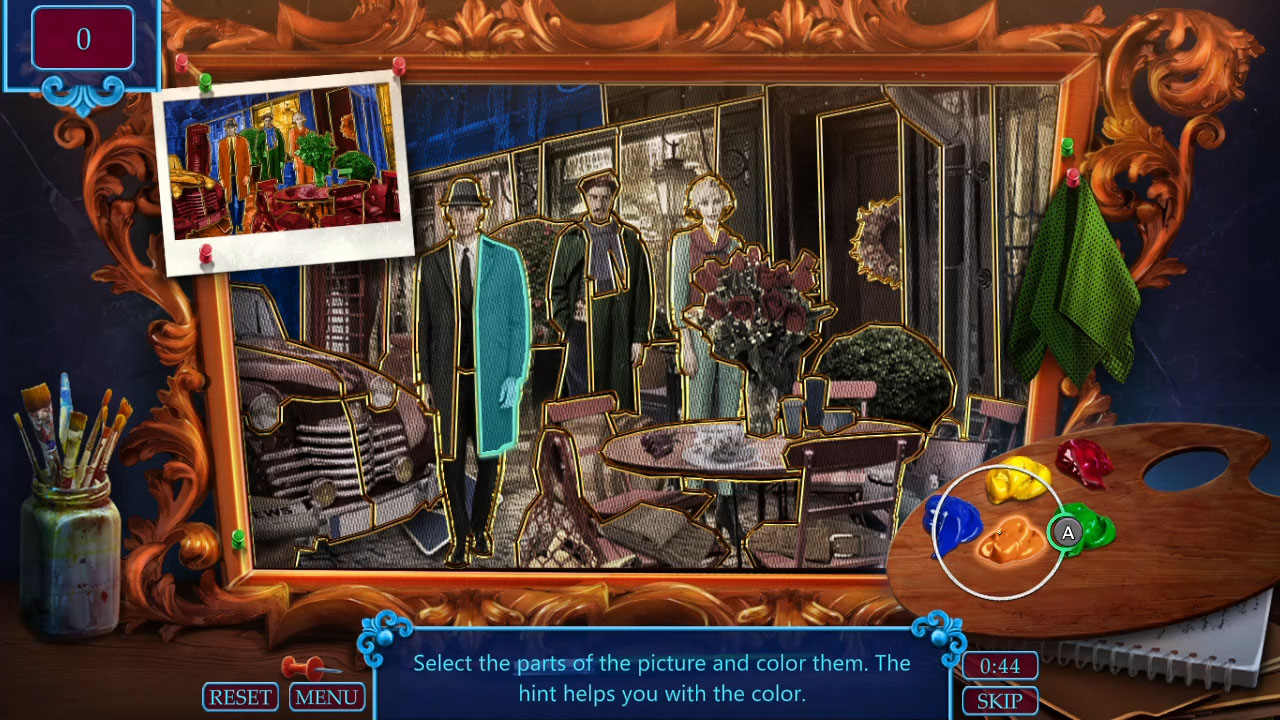 0
A
Select the parts of the picture and color them. The
hint helps you with the color.
RESET
MENU
0:44
SKIP